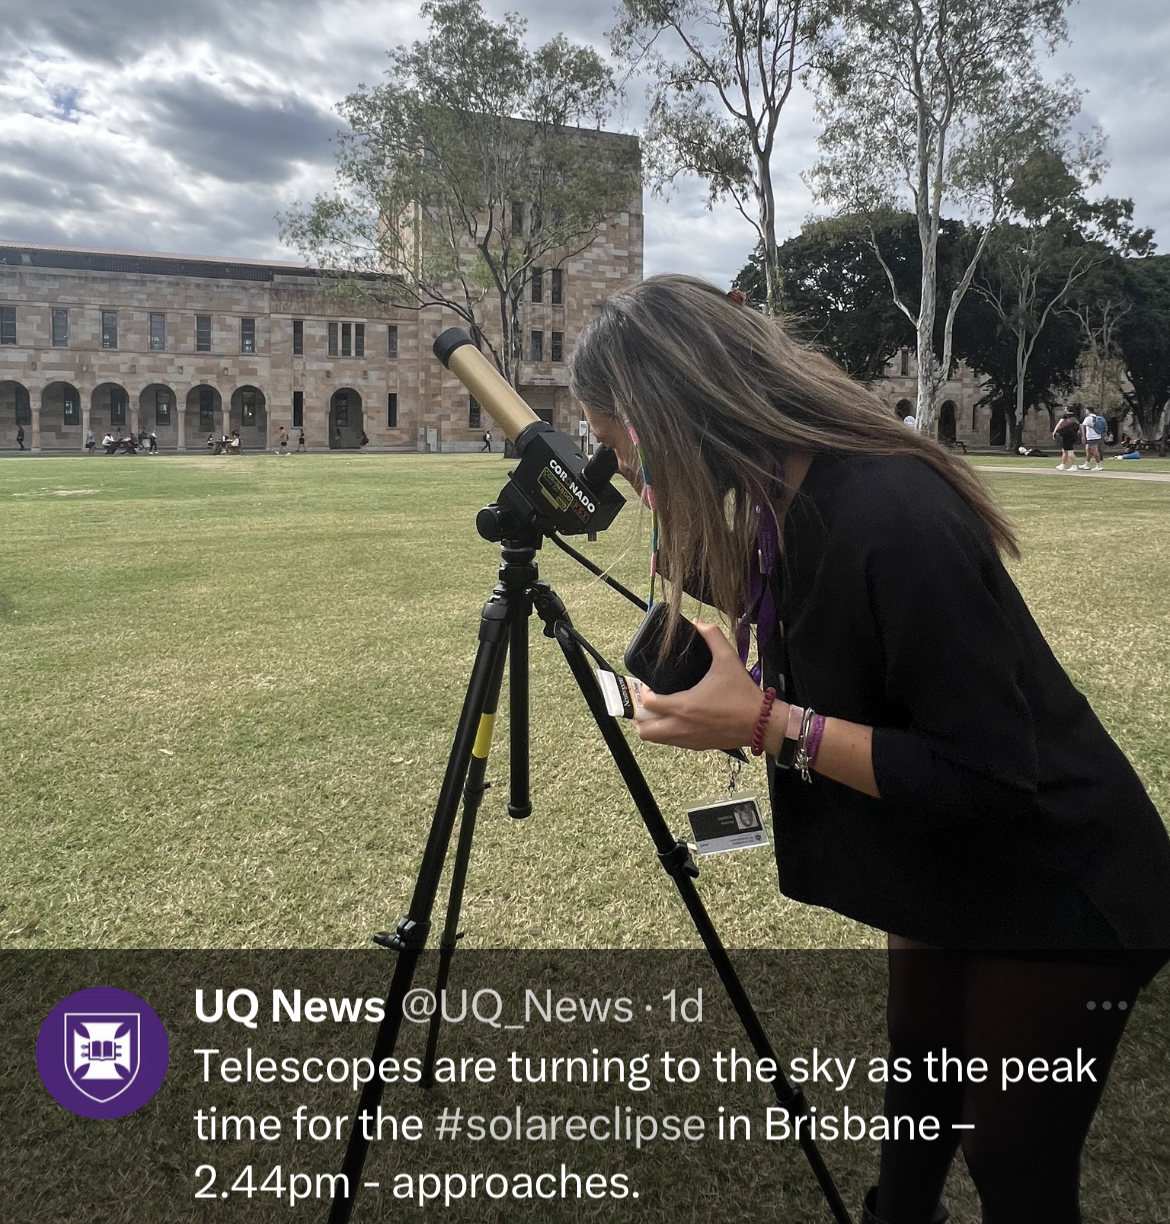 CORONADO
UQ News @UQ_News · 1d
Telescopes are turning to the sky as the peak
time for the #solareclipse in Brisbane –
2.44pm - approaches.